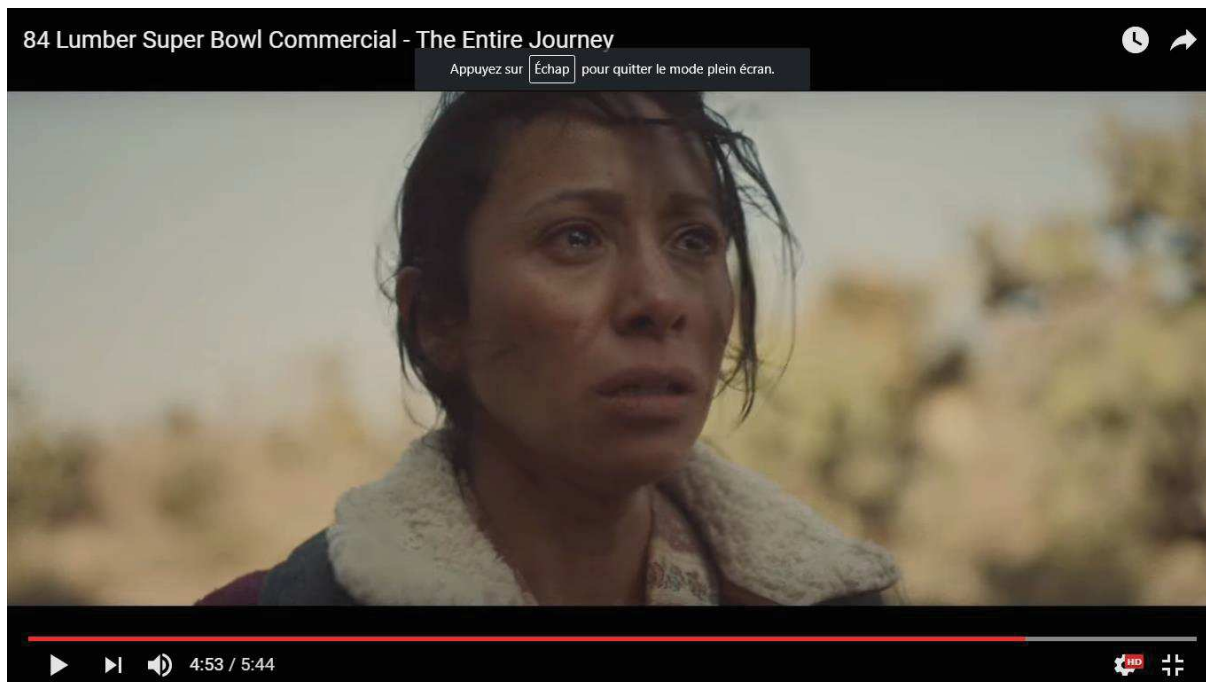 84 Lumber Super Bowl Commercial - The Entire Journey
Appuyez sur Échap pour quitter le mode plein écran.
4:53 / 5:44
HD